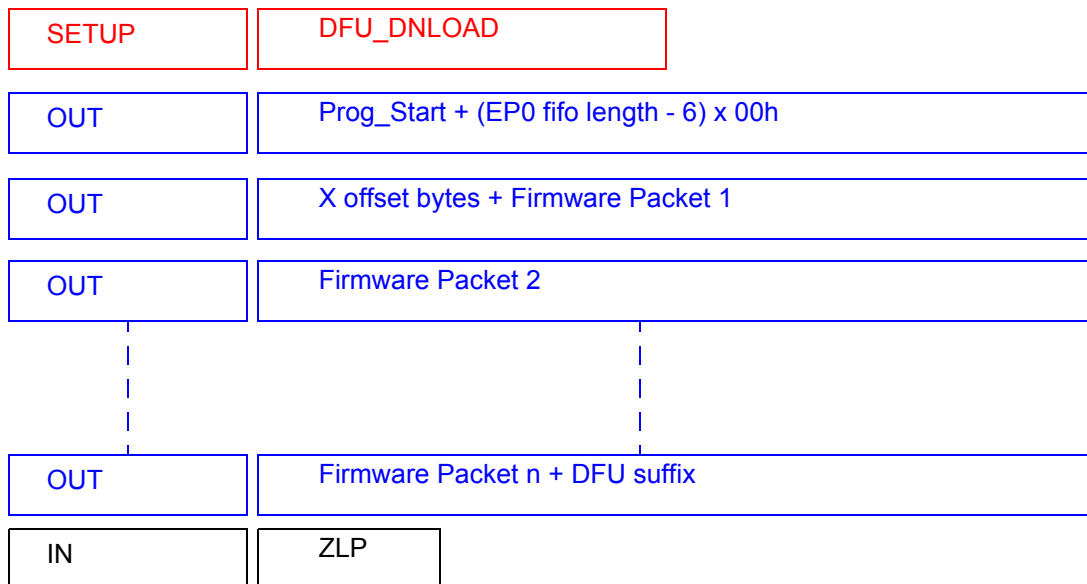 SETUP DFU_DNLOAD
OUT Prog_Start + (EP0 fifo length - 6) x 00h
OUT X offset bytes + Firmware Packet 1
OUT Firmware Packet 2
OUT Firmware Packet n + DFU suffix
IN ZLP